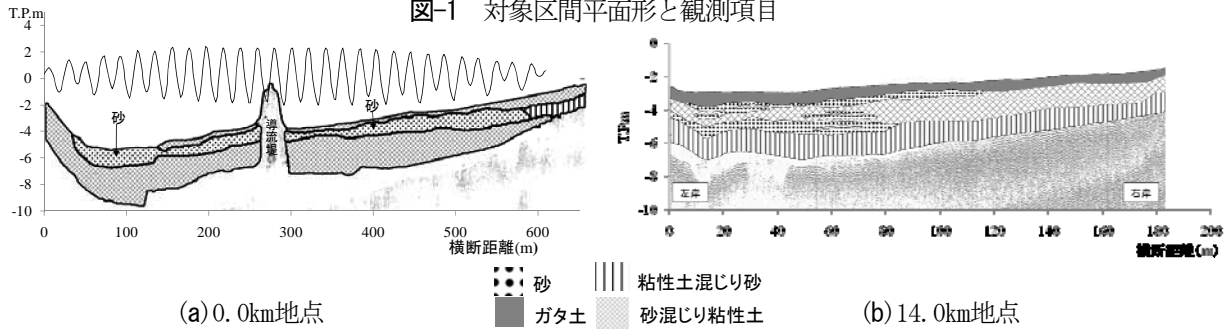 図-1 対象区間平面形と観測項目
T.P.m
4
2
0
-2
-4
-6
-8
-10
砂
導流堤
砂
0
100
200
300
400
500
600
横断距離(m)
T.P.m
0
-2
-4
-6
-8
-10
左岸
右岸
0
20
40
60
80
100
120
140
160
180
200
横断距離(m)
砂
粘性土混じり砂
ガタ土
砂混じり粘性土
(a)0.0km地点
(b)14.0km地点